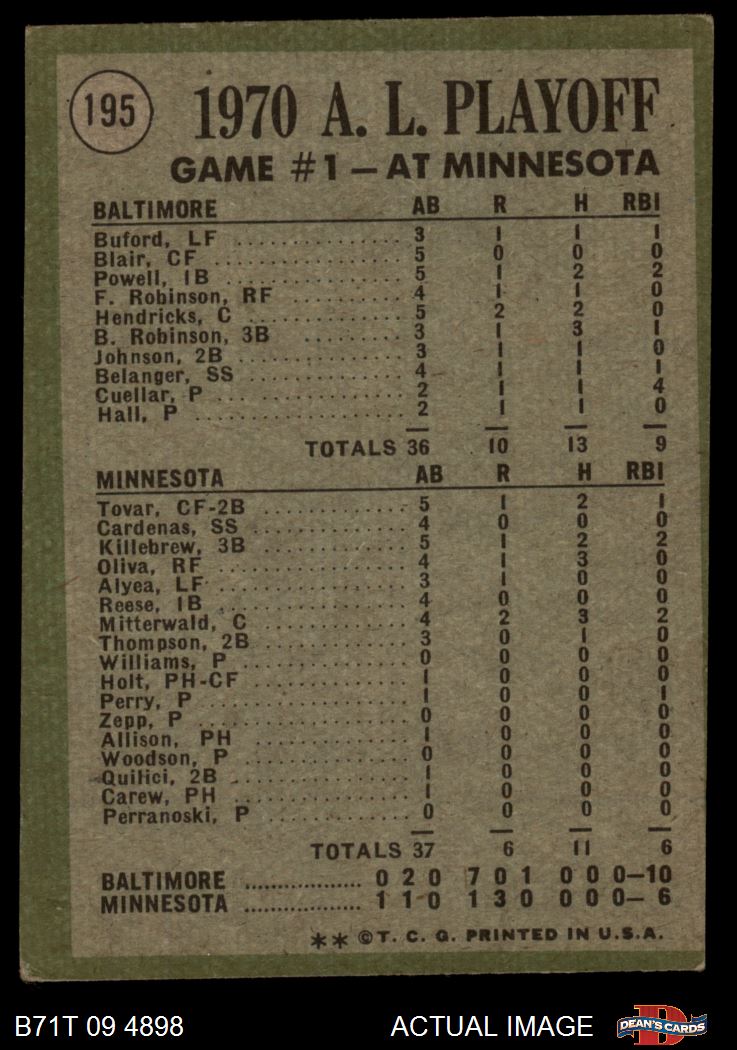 195
1970 A. L. PLAYOFF
GAME #1 — AT MINNESOTA
BALTIMORE AB R H RBI
Buford, LF .............. 3 1 1 1
Blair, CF ................ 5 0 0 0
Powell, 1B .............. 5 1 2 2
F. Robinson, RF .......... 4 1 1 0
Hendricks, C ............. 5 2 2 0
B. Robinson, 3B ........ 3 1 3 1
Johnson, 2B ............. 3 1 1 0
Belanger, SS ............ 4 1 1 1
Cuellar, P ................ 2 1 1 4
Hall, P ................... 2 1 1 0
TOTALS 36 10 13 9
MINNESOTA AB R H RBI
Tovar, CF-2B ............ 5 1 2 1
Cardenas, SS ............ 4 0 0 0
Killebrew, 3B ............ 5 1 2 2
Oliva, RF ................ 4 1 3 0
Alyea, LF ................ 3 1 0 0
Reese, 1B ............... 4 0 0 0
Mitterwald, C ............ 4 2 3 2
Thompson, 2B ........... 3 0 1 0
Williams, P .............. 0 0 0 0
Holt, PH-CF ............. 1 0 0 0
Perry, P ................. 1 0 0 1
Zepp, P ................. 0 0 0 0
Allison, PH .............. 1 0 0 0
Woodson, P ............. 0 0 0 0
Quilici, 2B .............. 1 0 0 0
Carew, PH .............. 1 0 0 0
Perranoski, P ............ 0 0 0 0
TOTALS 37 6 11 6
BALTIMORE .................. 0 2 0 7 0 1 0 0 0—10
MINNESOTA .................. 1 1 0 1 3 0 0 0 0— 6
** ©T. C. G. PRINTED IN U.S.A.
B71T 09 4898 ACTUAL IMAGE
D
DEAN'S CARDS